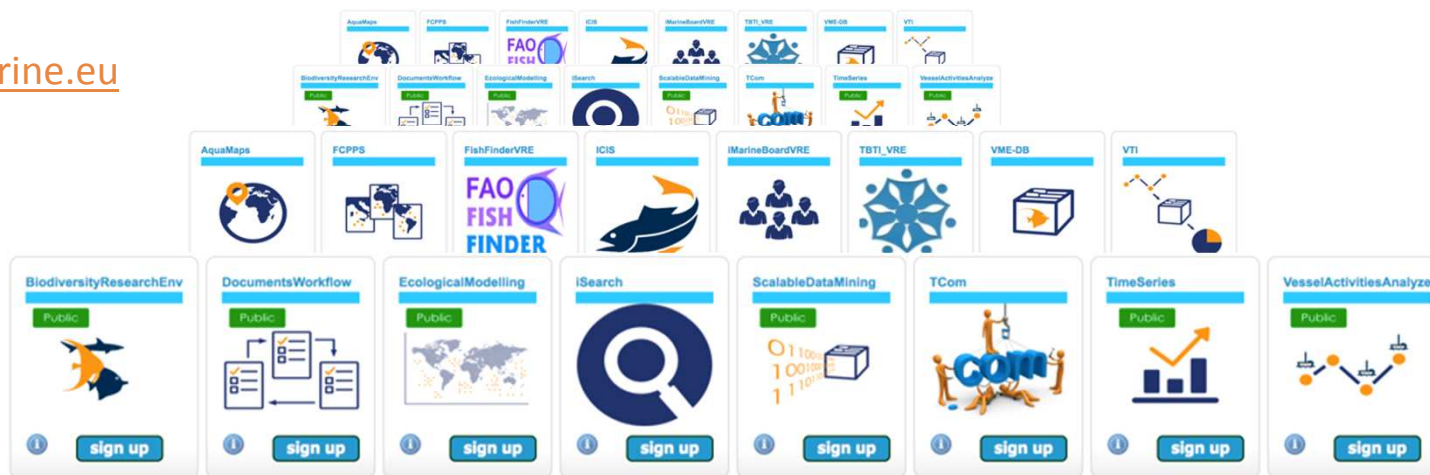 AquaMaps FCPPS FishFinderVRE ICIS iMarineBoardVRE TBTI_VRE VME-DB VTI
FAO
FISH
rine.eu
BiodiversityResearchEnv DocumentsWorkflow EcologicalModelling iSearch ScalableDataMining TCom TimeSeries VesselActivitiesAnalyze
Public Public Public Public Public Public
com
AquaMaps FCPPS FishFinderVRE ICIS iMarineBoardVRE TBTI_VRE VME-DB VTI
FAO
FISH
FINDER
BiodiversityResearchEnv DocumentsWorkflow EcologicalModelling iSearch ScalableDataMining TCom TimeSeries VesselActivitiesAnalyze
Public Public Public Public Public Public
com
sign up sign up sign up sign up sign up sign up sign up sign up